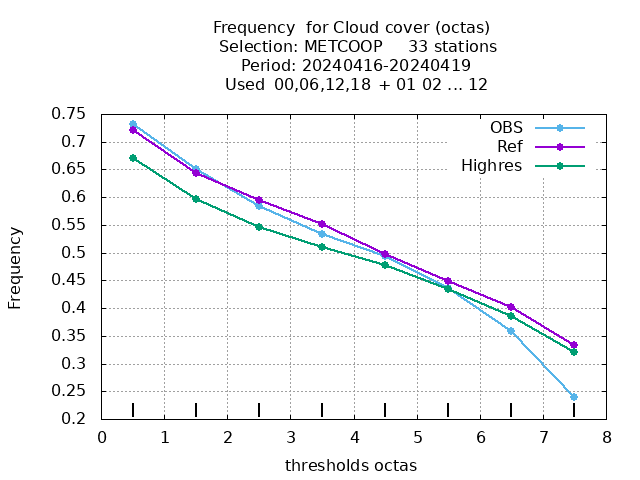 Frequency  for Cloud cover (octas)
Selection: METCOOP     33 stations
Period: 20240416-20240419
Used  00,06,12,18  + 01 02 ... 12
OBS
Ref
Highres
0.75
0.7
0.65
0.6
0.55
0.5
0.45
0.4
0.35
0.3
0.25
0.2
Frequency
0 1 2 3 4 5 6 7 8
thresholds octas